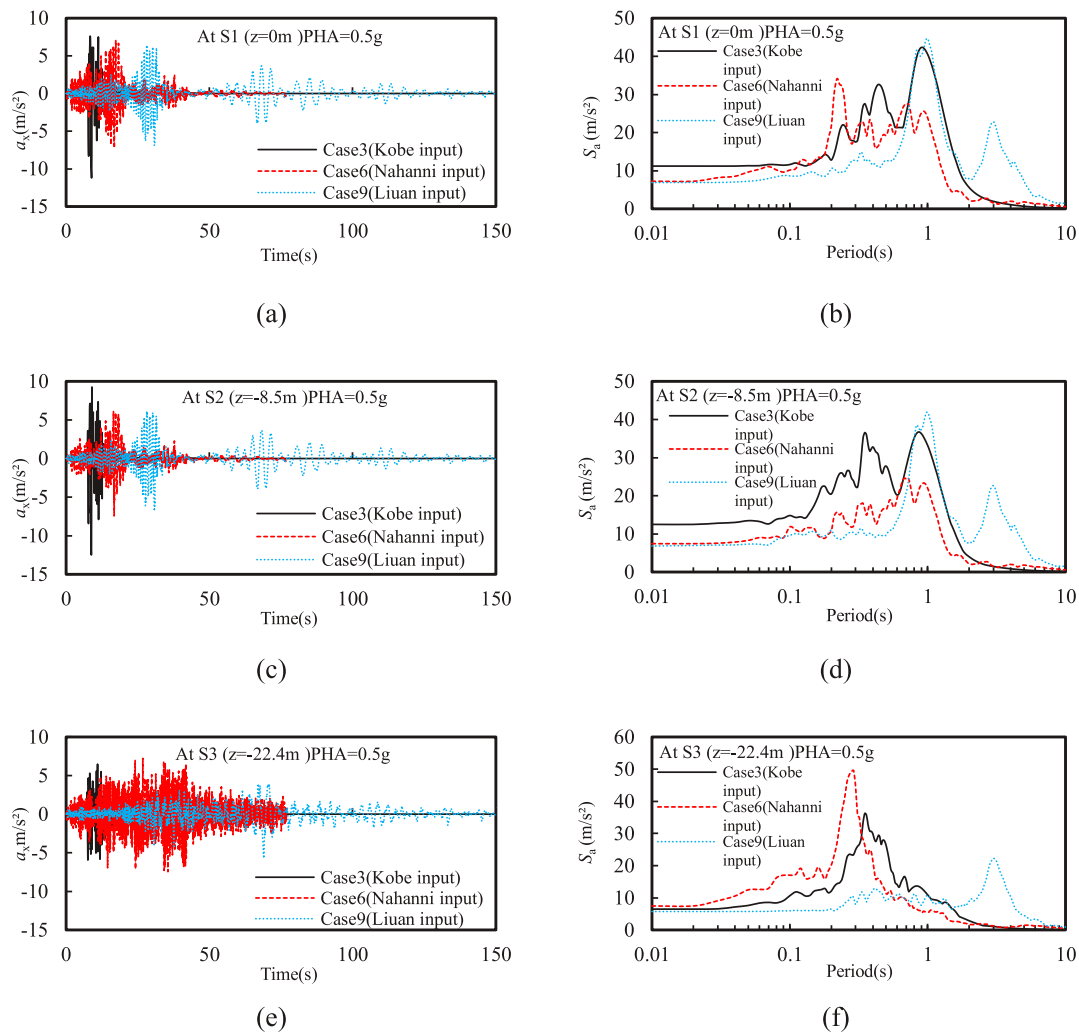 10
5
0
-5
-10
-15
aₓ(m/s²)
At S1 (z=0m )PHA=0.5g
Case3(Kobe input)
Case6(Nahanni input)
Case9(Liuan input)
0 50 100 150
Time(s)
(a)
50
40
30
20
10
0
Sₐ (m/s²)
At S1 (z=0m )PHA=0.5g
Case3(Kobe
input)
Case6(Nahanni
input)
Case9(Liuan
input)
0.01 0.1 1 10
Period(s)
(b)
10
5
0
-5
-10
-15
aₓ(m/s²)
At S2 (z=-8.5m )PHA=0.5g
Case3(Kobe input)
Case6(Nahanni input)
Case9(Liuan input)
0 50 100 150
Time(s)
(c)
50
40
30
20
10
0
Sₐ (m/s²)
At S2 (z=-8.5m )PHA=0.5g
Case3(Kobe
input)
Case6(Nahanni
input)
Case9(Liuan
input)
0.01 0.1 1 10
Period(s)
(d)
10
5
0
-5
-10
-15
aₓm/s²)
At S3 (z=-22.4m )PHA=0.5g
Case3(Kobe input)
Case6(Nahanni input)
Case9(Liuan input)
0 50 100 150
Time(s)
(e)
60
50
40
30
20
10
0
Sₐ (m/s²)
At S3 (z=-22.4m )PHA=0.5g
Case3(Kobe
input)
Case6(Nahanni
input)
Case9(Liuan
input)
0.01 0.1 1 10
Period(s)
(f)